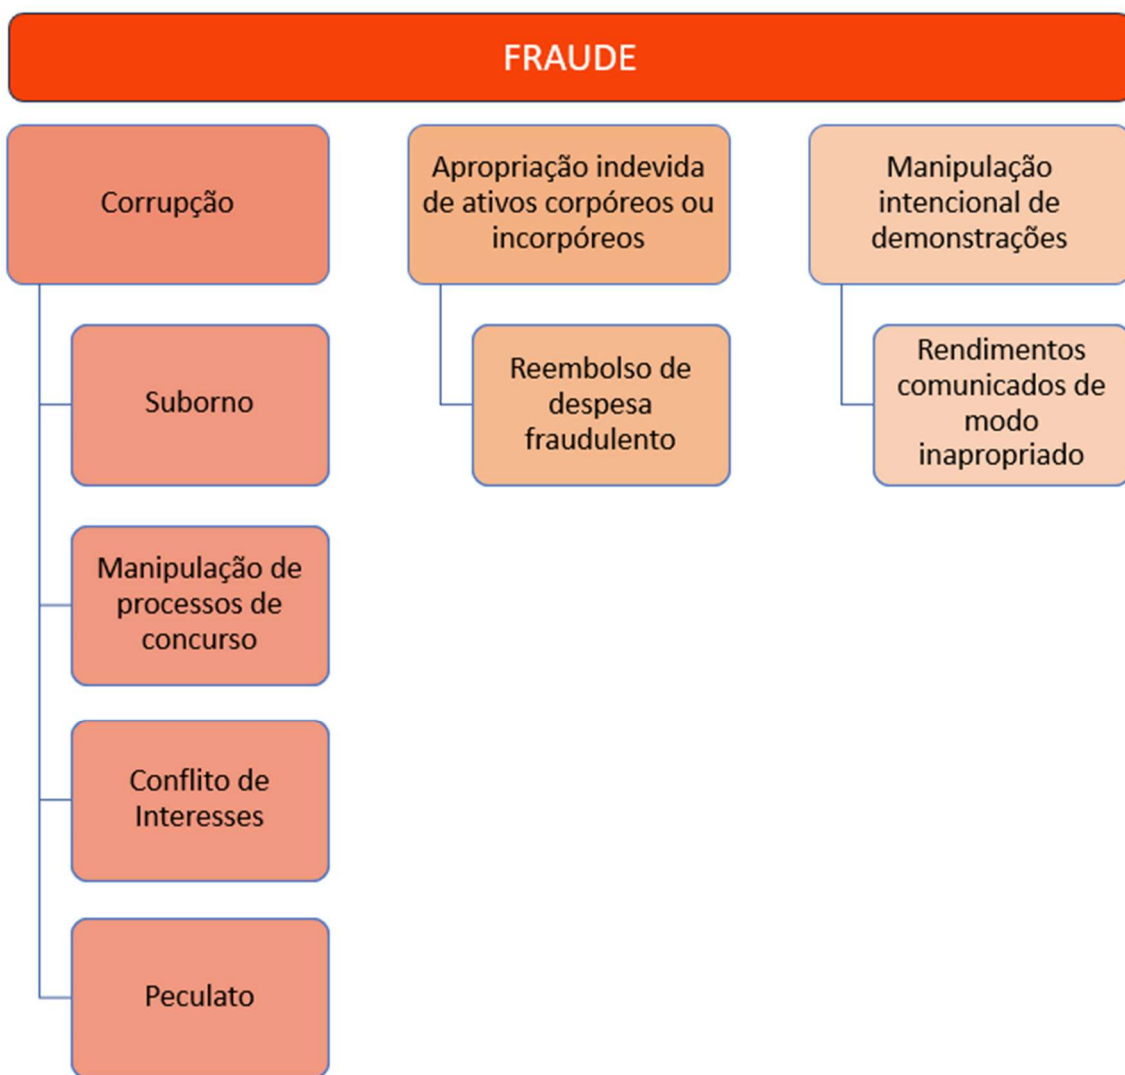 FRAUDE
Corrupção
Suborno
Manipulação de
processos de
concurso
Conflito de
Interesses
Peculato
Apropriação indevida
de ativos corpóreos ou
incorpóreos
Reembolso de
despesa
fraudulento
Manipulação
intencional de
demonstrações
Rendimentos
comunicados de
modo
inapropriado